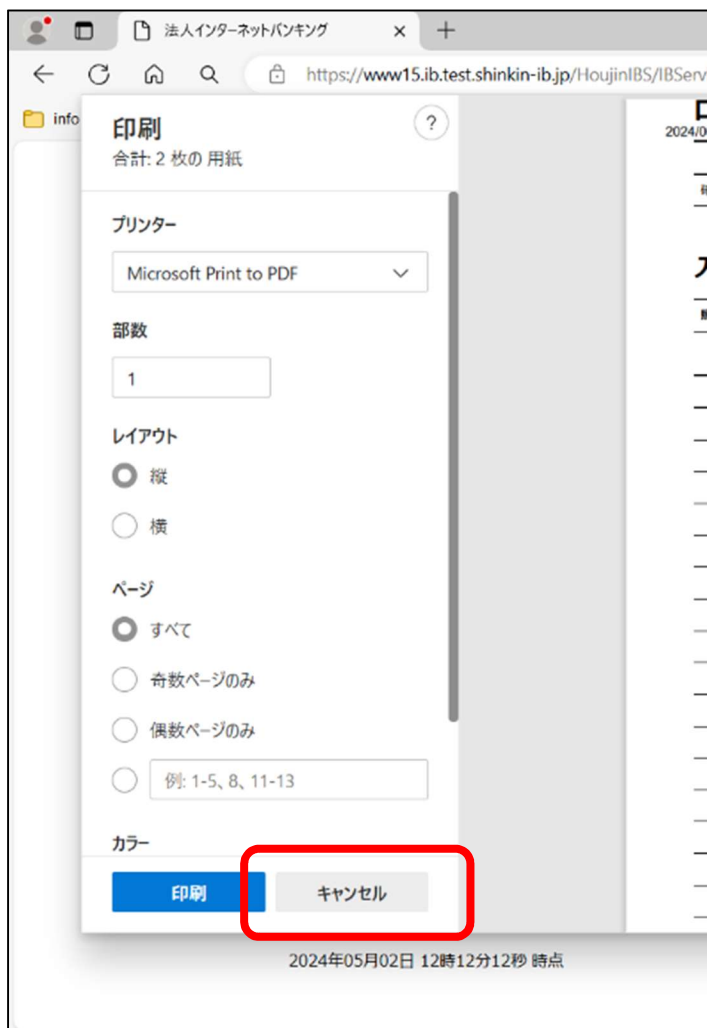 法人インターネットバンキング
https://www15.ib.test.shinkin-ib.jp/HoujinIBS/IBServ
info
印刷
合計: 2 枚の 用紙
?
プリンター
Microsoft Print to PDF
部数
1
レイアウト
縦
横
ページ
すべて
奇数ページのみ
偶数ページのみ
例: 1-5、8、11-13
カラー
印刷
キャンセル
2024年05月02日 12時12分12秒 時点